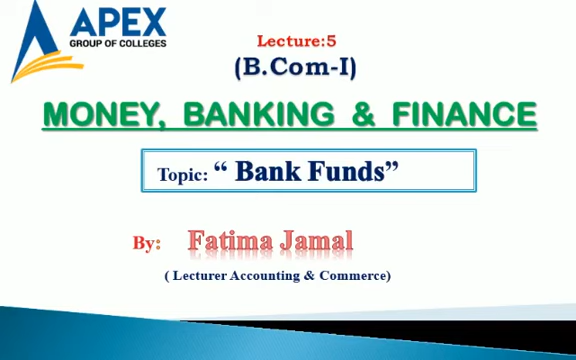 APEX
GROUP OF COLLEGES
Lecture:5
(B.Com-I)
MONEY, BANKING & FINANCE
Topic: “ Bank Funds”
By: Fatima Jamal
( Lecturer Accounting & Commerce)